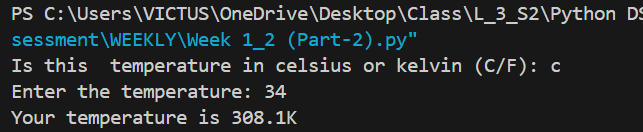 PS C:\Users\VICTUS\OneDrive\Desktop\Class\L_3_S2\Python DS
sessment\WEEKLY\Week 1_2 (Part-2).py"
Is this  temperature in celsius or kelvin (C/F): c
Enter the temperature: 34
Your temperature is 308.1K